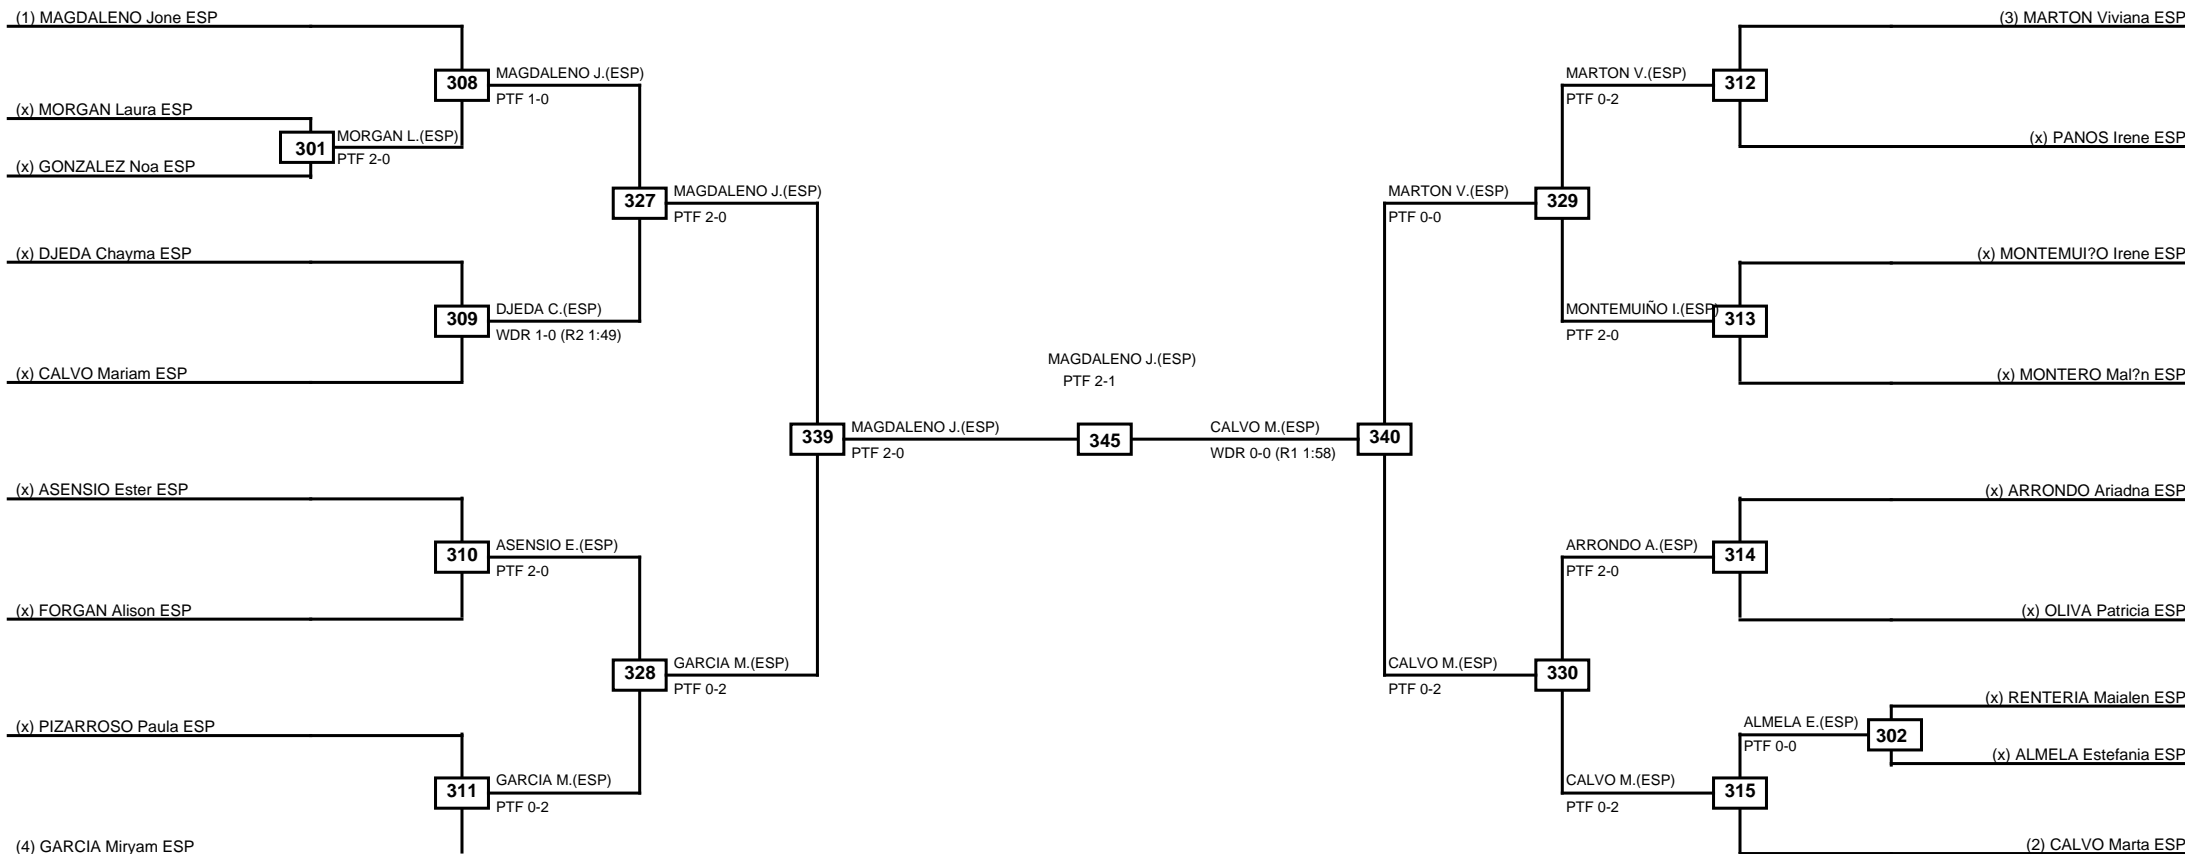 (1) MAGDALENO Jone ESP
(x) MORGAN Laura ESP
(x) GONZALEZ Noa ESP
(x) DJEDA Chayma ESP
(x) CALVO Mariam ESP
(x) ASENSIO Ester ESP
(x) FORGAN Alison ESP
(x) PIZARROSO Paula ESP
(4) GARCIA Miryam ESP
301
MORGAN L.(ESP)
PTF 2-0
308
MAGDALENO J.(ESP)
PTF 1-0
309
DJEDA C.(ESP)
WDR 1-0 (R2 1:49)
310
ASENSIO E.(ESP)
PTF 2-0
311
GARCIA M.(ESP)
PTF 0-2
327
MAGDALENO J.(ESP)
PTF 2-0
328
GARCIA M.(ESP)
PTF 0-2
339
MAGDALENO J.(ESP)
PTF 2-0
MAGDALENO J.(ESP)
PTF 2-1
345
CALVO M.(ESP)
WDR 0-0 (R1 1:58)
340
MARTON V.(ESP)
PTF 0-0
329
CALVO M.(ESP)
PTF 0-2
330
MARTON V.(ESP)
PTF 0-2
312
MONTEMUIÑO I.(ESP)
PTF 2-0
313
ARRONDO A.(ESP)
PTF 2-0
314
CALVO M.(ESP)
PTF 0-2
315
ALMELA E.(ESP)
PTF 0-0
302
(3) MARTON Viviana ESP
(x) PANOS Irene ESP
(x) MONTEMUI?O Irene ESP
(x) MONTERO Mal?n ESP
(x) ARRONDO Ariadna ESP
(x) OLIVA Patricia ESP
(x) RENTERIA Maialen ESP
(x) ALMELA Estefania ESP
(2) CALVO Marta ESP